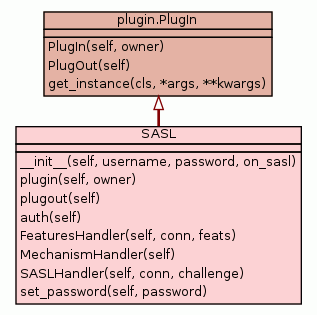 plugin.PlugIn
PlugIn(self, owner)
PlugOut(self)
get_instance(cls, *args, **kwargs)
SASL
__init__(self, username, password, on_sasl)
plugin(self, owner)
plugout(self)
auth(self)
FeaturesHandler(self, conn, feats)
MechanismHandler(self)
SASLHandler(self, conn, challenge)
set_password(self, password)